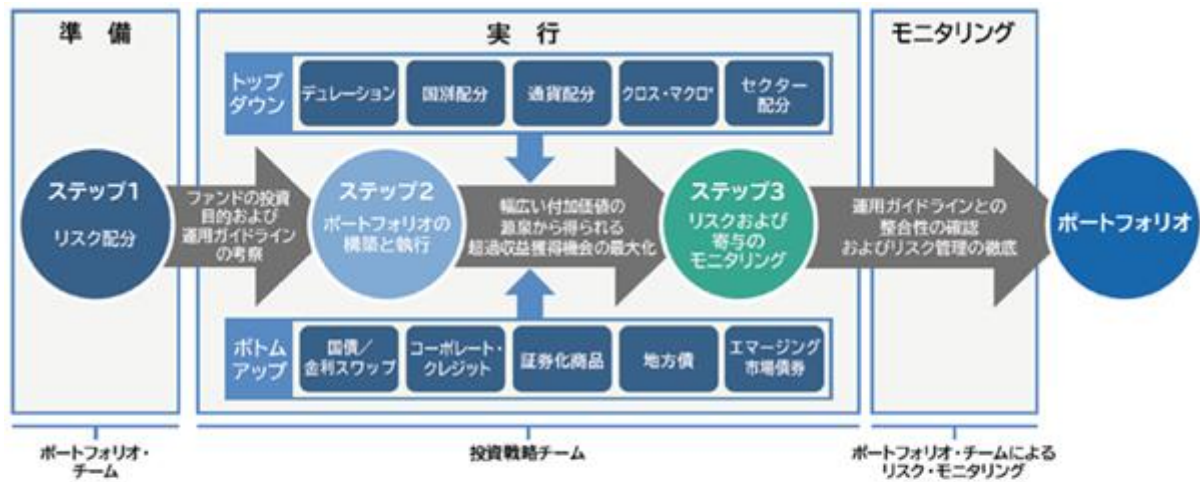 準 備
実 行
モニタリング
トップ
ダウン
デュレーション
国別配分
通貨配分
クロス・マクロ*
セクター
配分
ステップ1
リスク配分
ファンドの投資
目的および
運用ガイドライン
の考察
ステップ2
ポートフォリオの
構築と執行
幅広い付加価値の
源泉から得られる
超過収益獲得機会の最大化
ステップ3
リスクおよび
寄与の
モニタリング
運用ガイドラインとの
整合性の確認
およびリスク管理の徹底
ポートフォリオ
ボトム
アップ
国債/
金利スワップ
コーポレート・
クレジット
証券化商品
地方債
エマージング
市場債券
ポートフォリオ・
チーム
投資戦略チーム
ポートフォリオ・チームによる
リスク・モニタリング